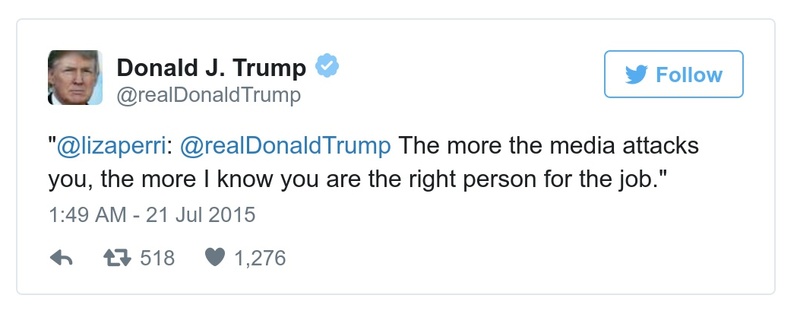 Donald J. Trump
@realDonaldTrump
Follow
"@lizaperri: @realDonaldTrump The more the media attacks
you, the more I know you are the right person for the job."
1:49 AM - 21 Jul 2015
518 1,276